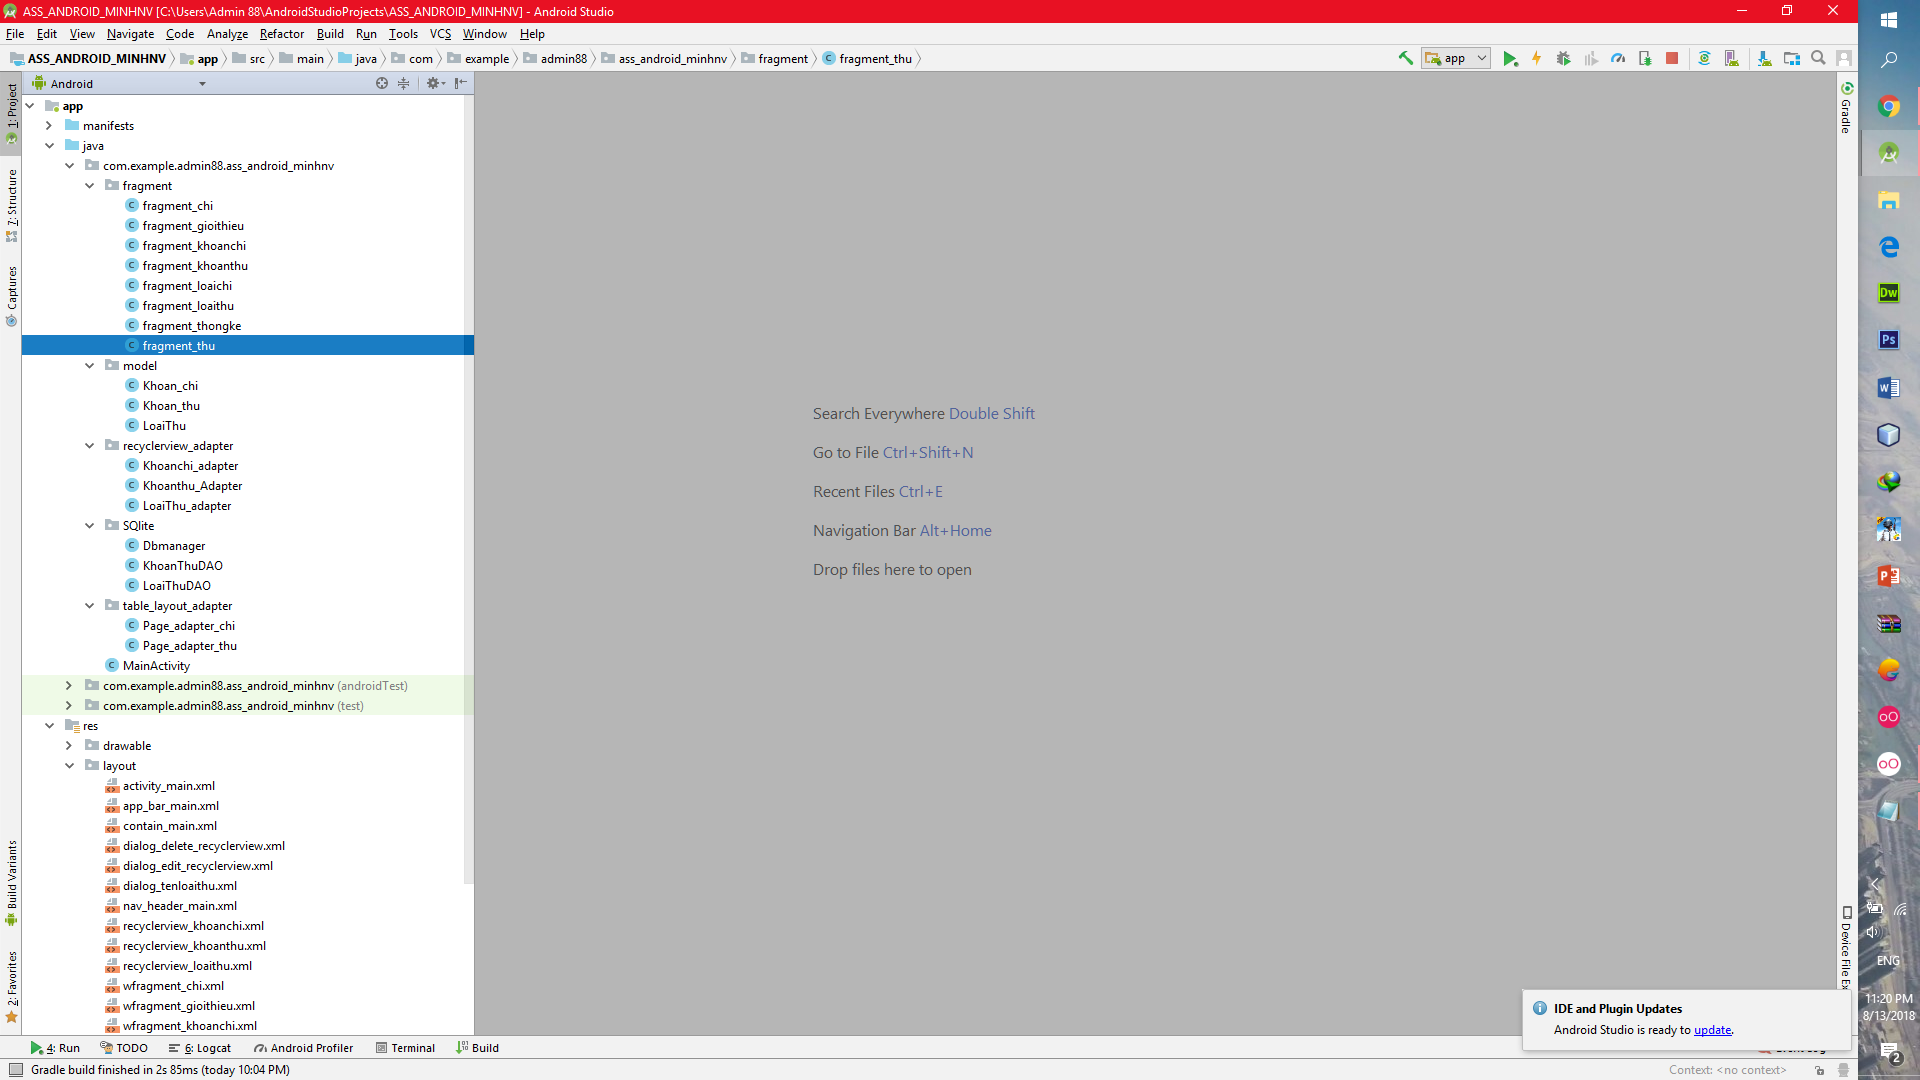 ASS_ANDROID_MINHNV [C:\Users\Admin 88\AndroidStudioProjects\ASS_ANDROID_MINHNV] - Android Studio
File Edit View Navigate Code Analyze Refactor Build Run Tools VCS Window Help
ASS_ANDROID_MINHNV app src main java com example admin88 ass_android_minhnv fragment fragment_thu
app
Android
1: Project
7: Structure
Captures
Build Variants
2: Favorites
app
manifests
java
com.example.admin88.ass_android_minhnv
fragment
fragment_chi
fragment_gioithieu
fragment_khoanchi
fragment_khoanthu
fragment_loaichi
fragment_loaithu
fragment_thongke
fragment_thu
model
Khoan_chi
Khoan_thu
LoaiThu
recyclerview_adapter
Khoanchi_adapter
Khoanthu_Adapter
LoaiThu_adapter
SQlite
Dbmanager
KhoanThuDAO
LoaiThuDAO
table_layout_adapter
Page_adapter_chi
Page_adapter_thu
MainActivity
com.example.admin88.ass_android_minhnv (androidTest)
com.example.admin88.ass_android_minhnv (test)
res
drawable
layout
activity_main.xml
app_bar_main.xml
contain_main.xml
dialog_delete_recyclerview.xml
dialog_edit_recyclerview.xml
dialog_tenloaithu.xml
nav_header_main.xml
recyclerview_khoanchi.xml
recyclerview_khoanthu.xml
recyclerview_loaithu.xml
wfragment_chi.xml
wfragment_gioithieu.xml
wfragment_khoanchi.xml
Search Everywhere Double Shift
Go to File Ctrl+Shift+N
Recent Files Ctrl+E
Navigation Bar Alt+Home
Drop files here to open
Gradle
Device File Ex
IDE and Plugin Updates
Android Studio is ready to update.
4: Run TODO 6: Logcat Android Profiler Terminal Build
Gradle build finished in 2s 85ms (today 10:04 PM)
Context: <no context>
Dw
Ps
ENG
11:20 PM
8/13/2018
2